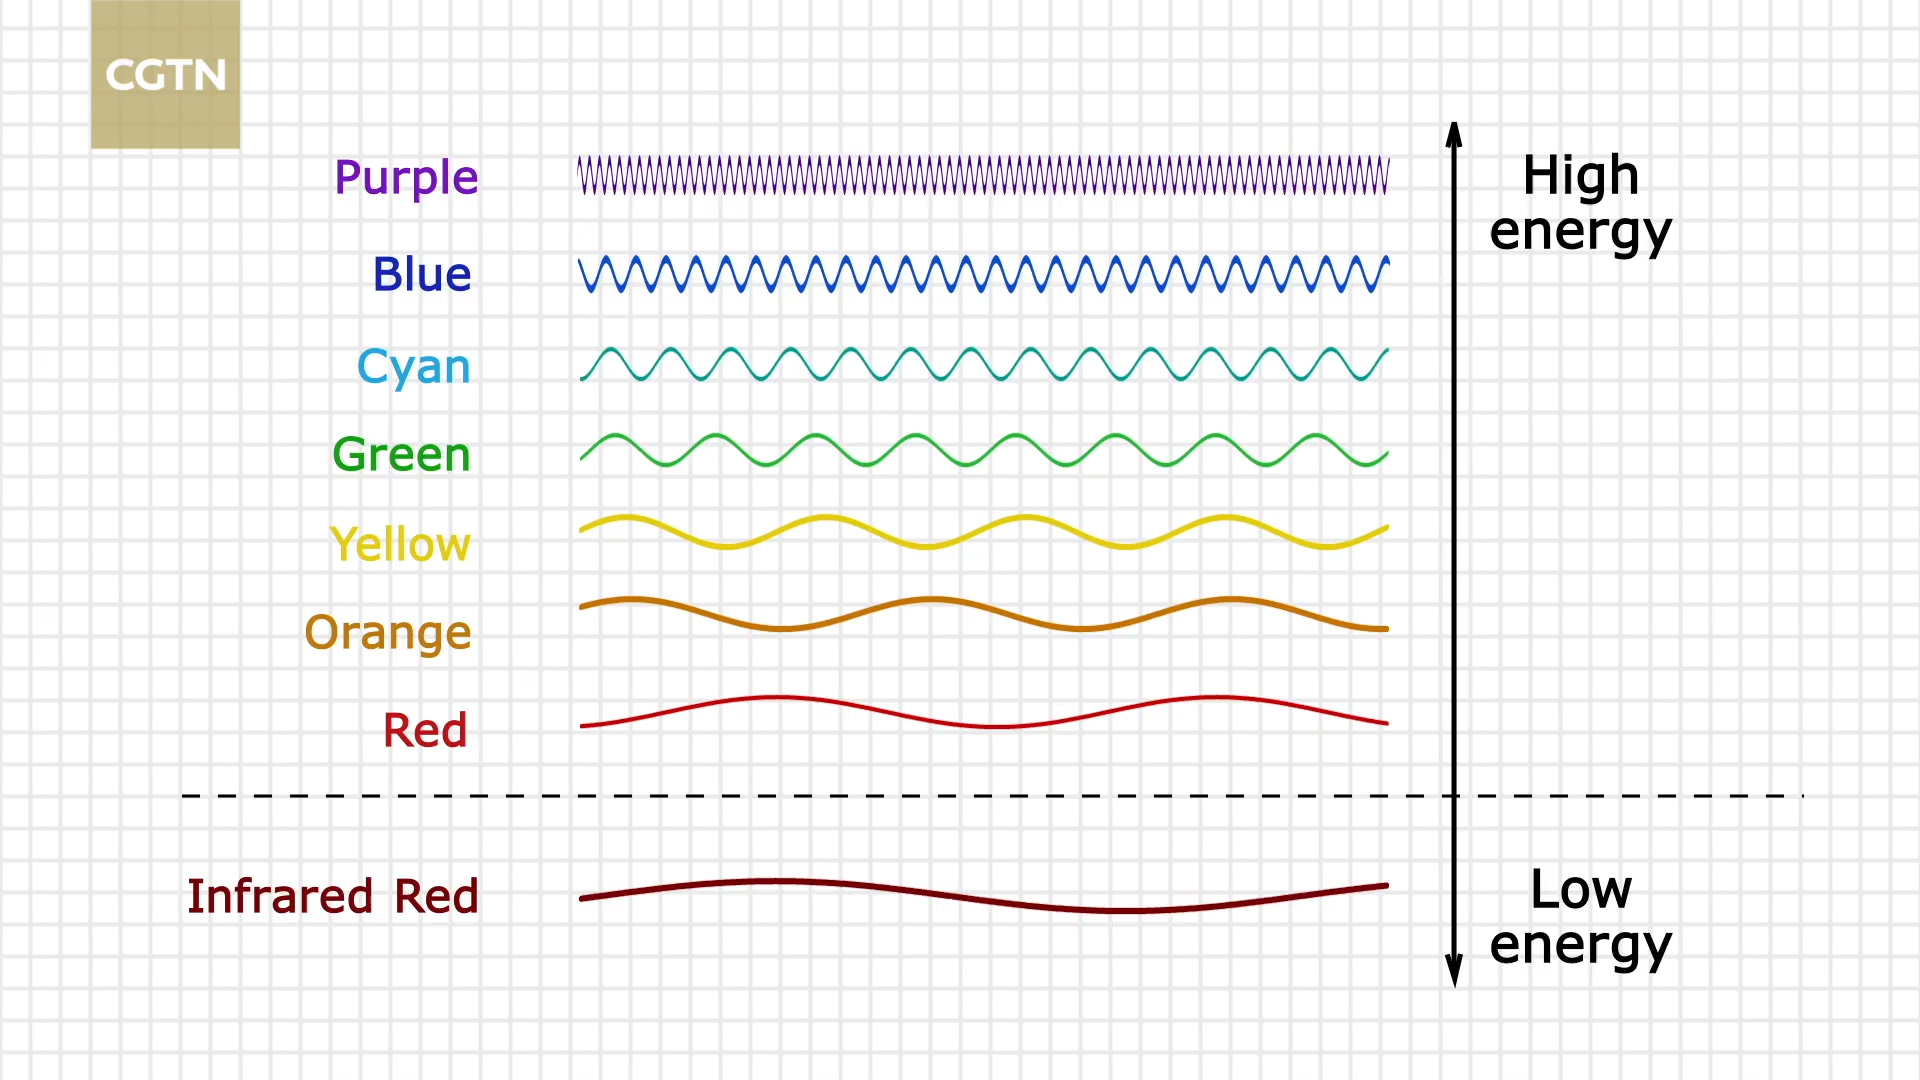 CGTN
Purple
High
energy
Blue
Cyan
Green
Yellow
Orange
Red
Infrared Red
Low
energy